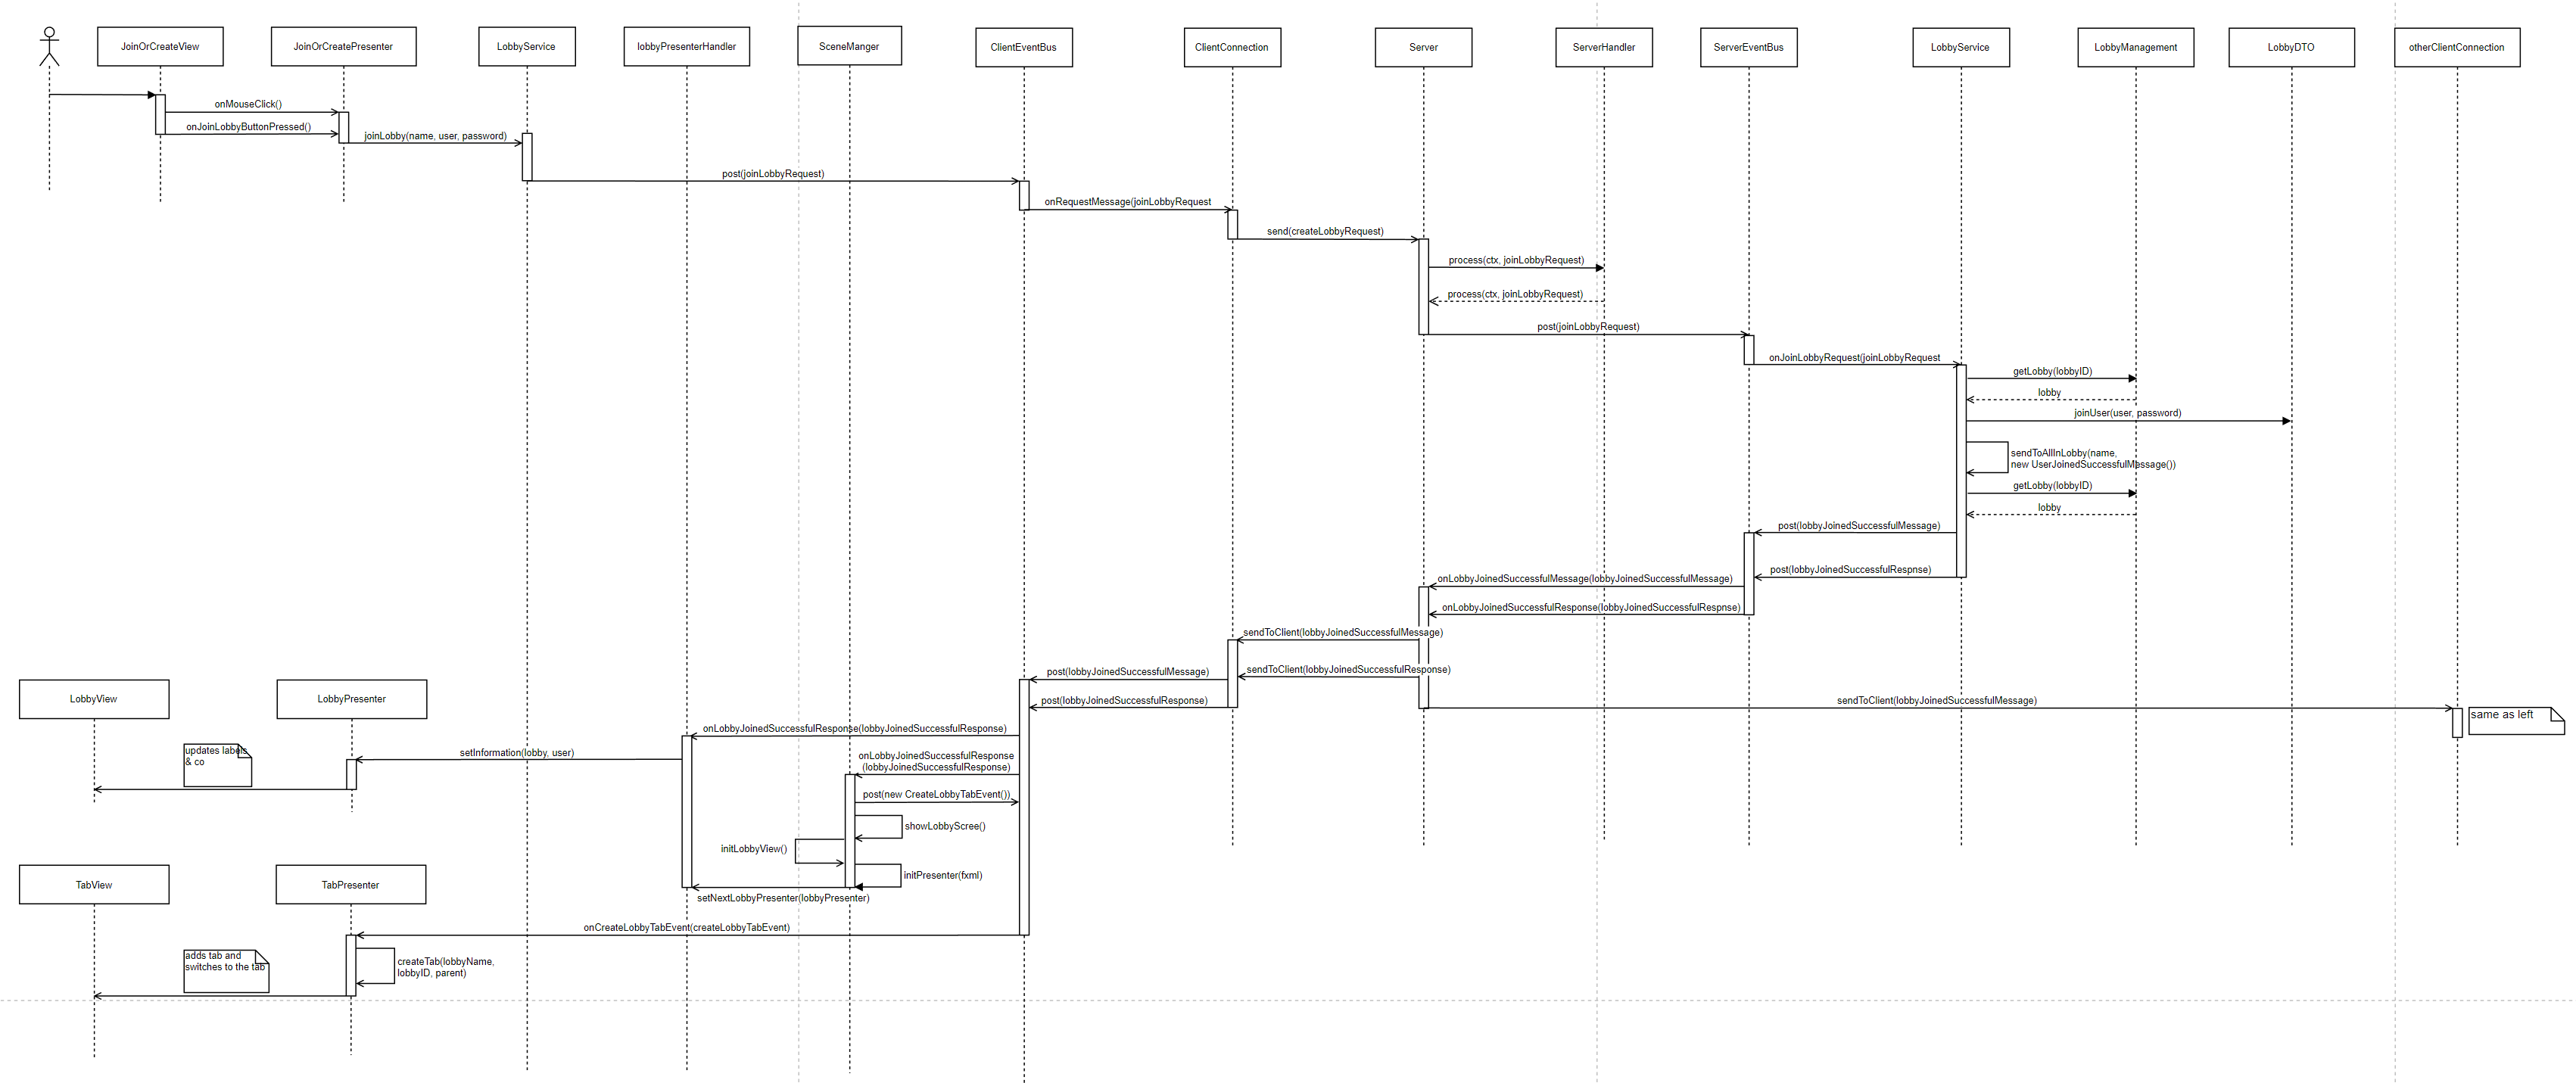 JoinOrCreateView
JoinOrCreatePresenter
LobbyService
lobbyPresenterHandler
SceneManger
ClientEventBus
ClientConnection
Server
ServerHandler
ServerEventBus
LobbyService
LobbyManagement
LobbyDTO
otherClientConnection
onMouseClick()
onJoinLobbyButtonPressed()
joinLobby(name, user, password)
post(joinLobbyRequest)
onRequestMessage(joinLobbyRequest
send(createLobbyRequest)
process(ctx, joinLobbyRequest)
process(ctx, joinLobbyRequest)
post(joinLobbyRequest)
onJoinLobbyRequest(joinLobbyRequest
getLobby(lobbyID)
lobby
joinUser(user, password)
sendToAllInLobby(name,
new UserJoinedSuccessfulMessage())
getLobby(lobbyID)
lobby
post(lobbyJoinedSuccessfulMessage)
post(lobbyJoinedSuccessfulRespnse)
onLobbyJoinedSuccessfulMessage(lobbyJoinedSuccessfulMessage)
onLobbyJoinedSuccessfulResponse(lobbyJoinedSuccessfulRespnse)
sendToClient(lobbyJoinedSuccessfulMessage)
sendToClient(lobbyJoinedSuccessfulResponse)
post(lobbyJoinedSuccessfulMessage)
post(lobbyJoinedSuccessfulResponse)
sendToClient(lobbyJoinedSuccessfulMessage)
same as left
LobbyView
LobbyPresenter
onLobbyJoinedSuccessfulResponse(lobbyJoinedSuccessfulResponse)
updates labels
& co
setInformation(lobby, user)
onLobbyJoinedSuccessfulResponse
(lobbyJoinedSuccessfulResponse)
post(new CreateLobbyTabEvent())
showLobbyScree()
initLobbyView()
initPresenter(fxml)
setNextLobbyPresenter(lobbyPresenter)
TabView
TabPresenter
onCreateLobbyTabEvent(createLobbyTabEvent)
adds tab and
switches to the tab
createTab(lobbyName,
lobbyID, parent)